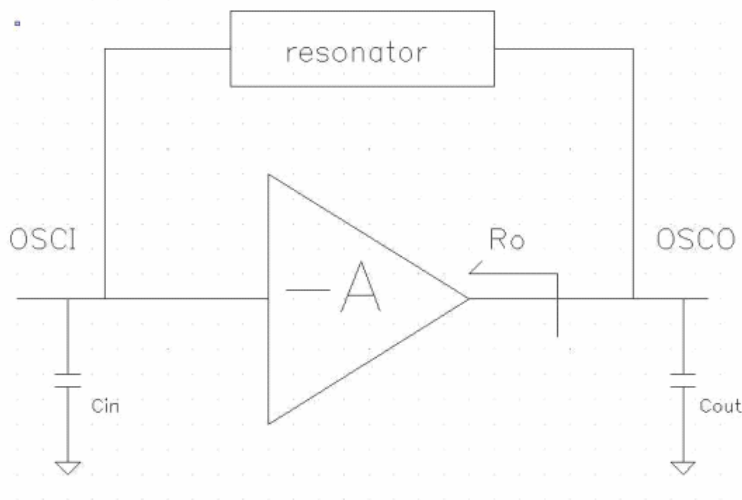 resonator
OSCI
Ro
OSCO
—A
Cin
Cout